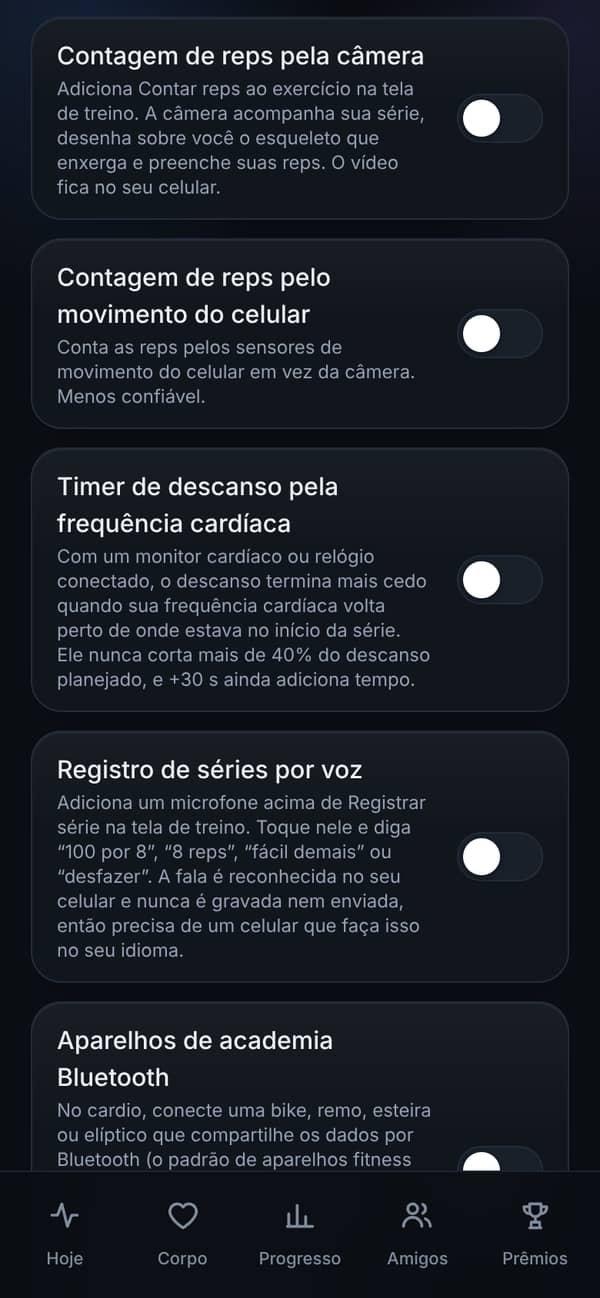 Contagem de reps pela câmera
Adiciona Contar reps ao exercício na tela
de treino. A câmera acompanha sua série,
desenha sobre você o esqueleto que
enxerga e preenche suas reps. O vídeo
fica no seu celular.
Contagem de reps pelo
movimento do celular
Conta as reps pelos sensores de
movimento do celular em vez da câmera.
Menos confiável.
Timer de descanso pela
frequência cardíaca
Com um monitor cardíaco ou relógio
conectado, o descanso termina mais cedo
quando sua frequência cardíaca volta
perto de onde estava no início da série.
Ele nunca corta mais de 40% do descanso
planejado, e +30 s ainda adiciona tempo.
Registro de séries por voz
Adiciona um microfone acima de Registrar
série na tela de treino. Toque nele e diga
“100 por 8”, “8 reps”, “fácil demais” ou
“desfazer”. A fala é reconhecida no seu
celular e nunca é gravada nem enviada,
então precisa de um celular que faça isso
no seu idioma.
Aparelhos de academia
Bluetooth
No cardio, conecte uma bike, remo, esteira
ou elíptico que compartilhe os dados por
Bluetooth (o padrão de aparelhos fitness
Hoje
Corpo
Progresso
Amigos
Prêmios